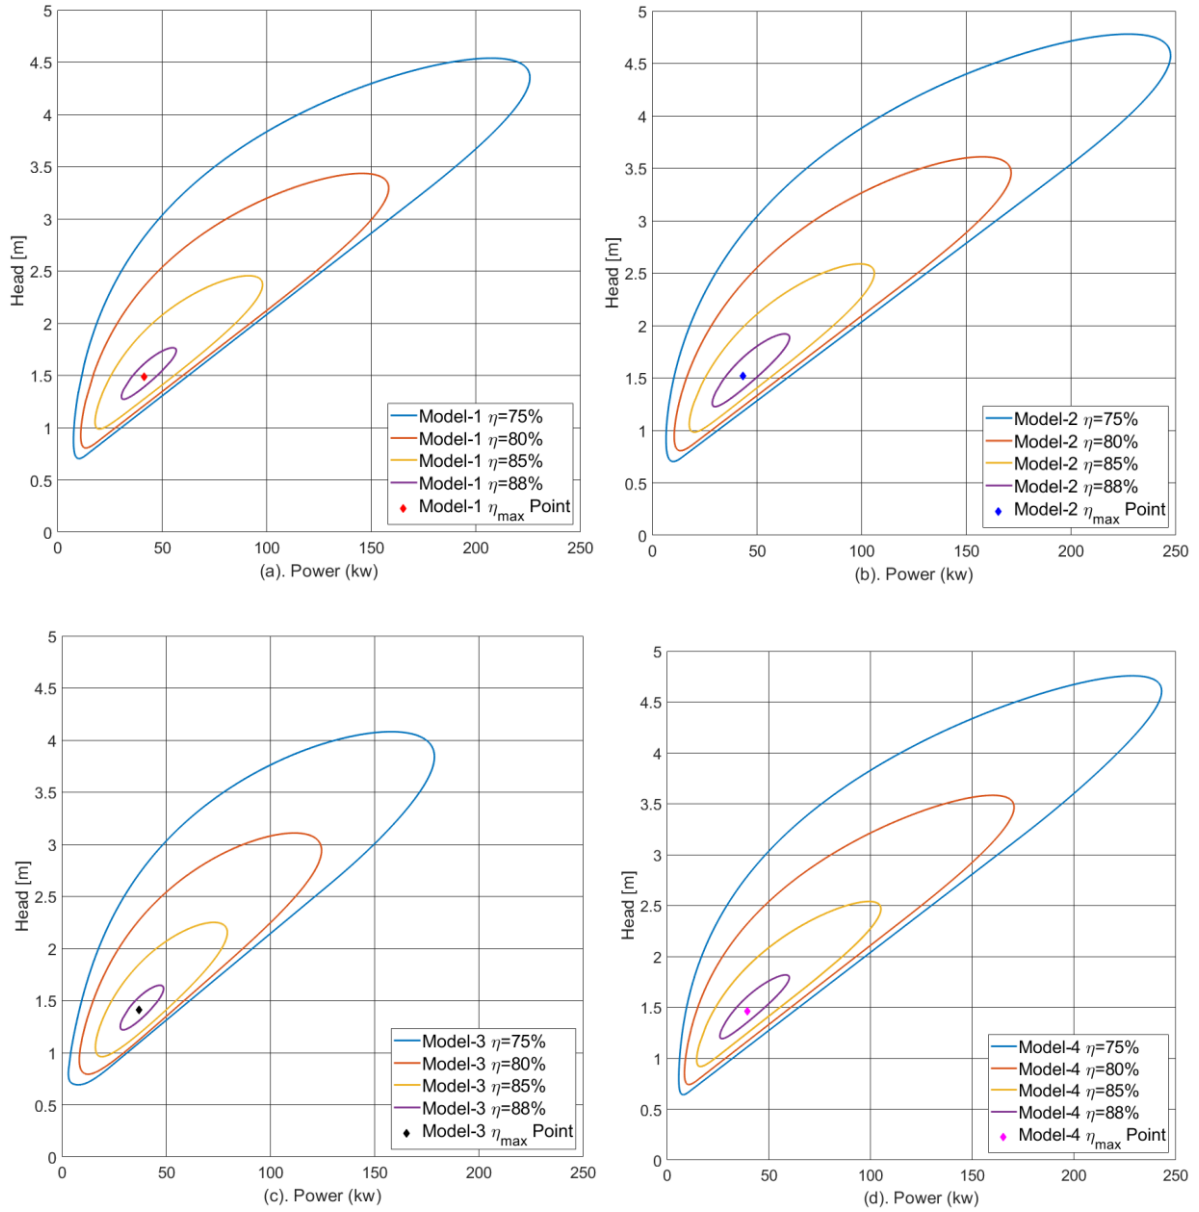 5
4.5
4
3.5
3
2.5
2
1.5
1
0.5
0
Head [m]
0 50 100 150 200 250
(a). Power (kw)
Model-1 η=75%
Model-1 η=80%
Model-1 η=85%
Model-1 η=88%
Model-1 ηmax Point
5
4.5
4
3.5
3
2.5
2
1.5
1
0.5
0
Head [m]
0 50 100 150 200 250
(b). Power (kw)
Model-2 η=75%
Model-2 η=80%
Model-2 η=85%
Model-2 η=88%
Model-2 ηmax Point
5
4.5
4
3.5
3
2.5
2
1.5
1
0.5
0
Head [m]
0 50 100 150 200 250
(c). Power (kw)
Model-3 η=75%
Model-3 η=80%
Model-3 η=85%
Model-3 η=88%
Model-3 ηmax Point
5
4.5
4
3.5
3
2.5
2
1.5
1
0.5
0
Head [m]
0 50 100 150 200 250
(d). Power (kw)
Model-4 η=75%
Model-4 η=80%
Model-4 η=85%
Model-4 η=88%
Model-4 ηmax Point